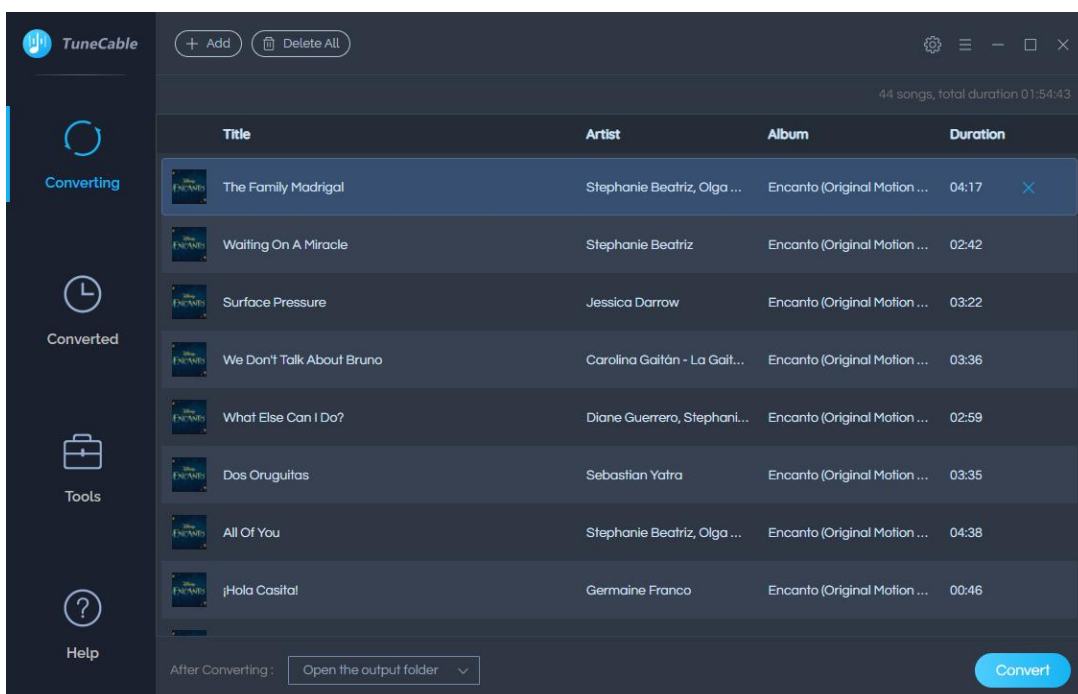 TuneCable
Add
Delete All
44 songs, total duration 01:54:43
Title Artist Album Duration
Converting
The Family Madrigal Stephanie Beatriz, Olga ... Encanto (Original Motion ... 04:17
Waiting On A Miracle Stephanie Beatriz Encanto (Original Motion ... 02:42
Surface Pressure Jessica Darrow Encanto (Original Motion ... 03:22
Converted
We Don't Talk About Bruno Carolina Gaitán - La Gait... Encanto (Original Motion ... 03:36
What Else Can I Do? Diane Guerrero, Stephani... Encanto (Original Motion ... 02:59
Dos Oruguitas Sebastian Yatra Encanto (Original Motion ... 03:35
Tools
All Of You Stephanie Beatriz, Olga ... Encanto (Original Motion ... 04:38
¡Hola Casita! Germaine Franco Encanto (Original Motion ... 00:46
Help
After Converting : Open the output folder
Convert